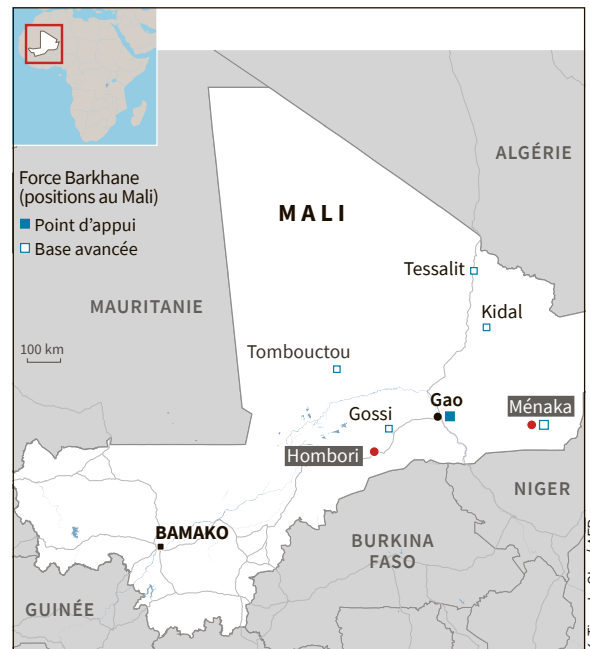 ALGÉRIE
Force Barkhane
(positions au Mali)
Point d'appui
Base avancée
MALI
Tessalit
MAURITANIE
Kidal
100 km
Tombouctou
Gao
Ménaka
Gossi
Hombori
NIGER
BAMAKO
BURKINA
FASO
GUINÉE